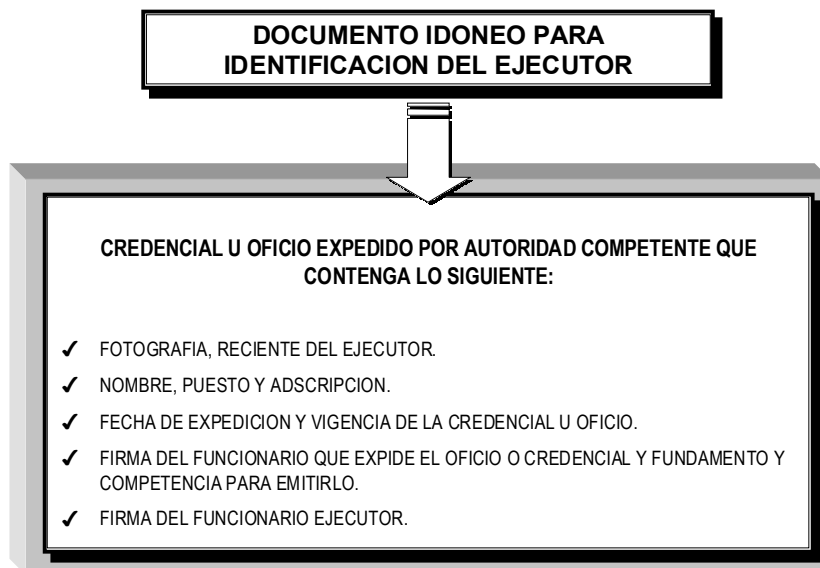 DOCUMENTO IDONEO PARA
IDENTIFICACION DEL EJECUTOR
CREDENCIAL U OFICIO EXPEDIDO POR AUTORIDAD COMPETENTE QUE
CONTENGA LO SIGUIENTE:
✓ FOTOGRAFIA, RECIENTE DEL EJECUTOR.
✓ NOMBRE, PUESTO Y ADSCRIPCION.
✓ FECHA DE EXPEDICION Y VIGENCIA DE LA CREDENCIAL U OFICIO.
✓ FIRMA DEL FUNCIONARIO QUE EXPIDE EL OFICIO O CREDENCIAL Y FUNDAMENTO Y
COMPETENCIA PARA EMITIRLO.
✓ FIRMA DEL FUNCIONARIO EJECUTOR.